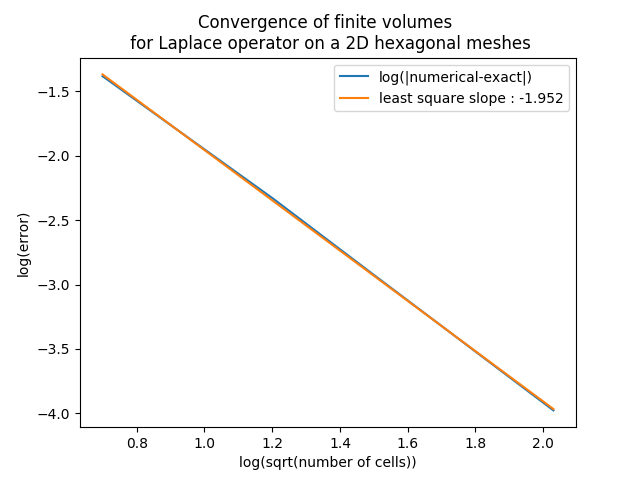 Convergence of finite volumes
for Laplace operator on a 2D hexagonal meshes
log(|numerical-exact|)
least square slope : -1.952
log(error)
−1.5
−2.0
−2.5
−3.0
−3.5
−4.0
0.8 1.0 1.2 1.4 1.6 1.8 2.0
log(sqrt(number of cells))